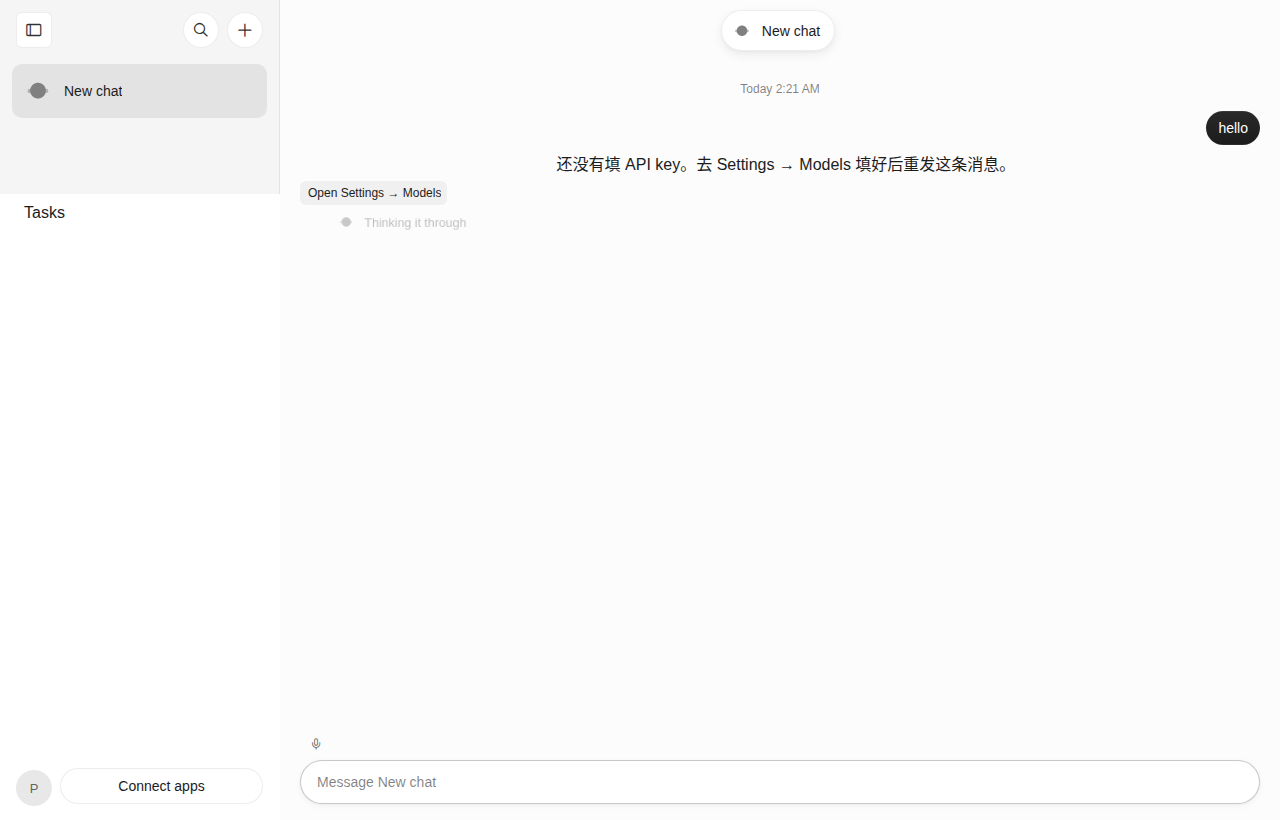 New chat
New chat
Today 2:21 AM
hello
还没有填 API key。去 Settings → Models 填好后重发这条消息。
Open Settings → Models
Thinking it through
Tasks
P
Connect apps
Message New chat